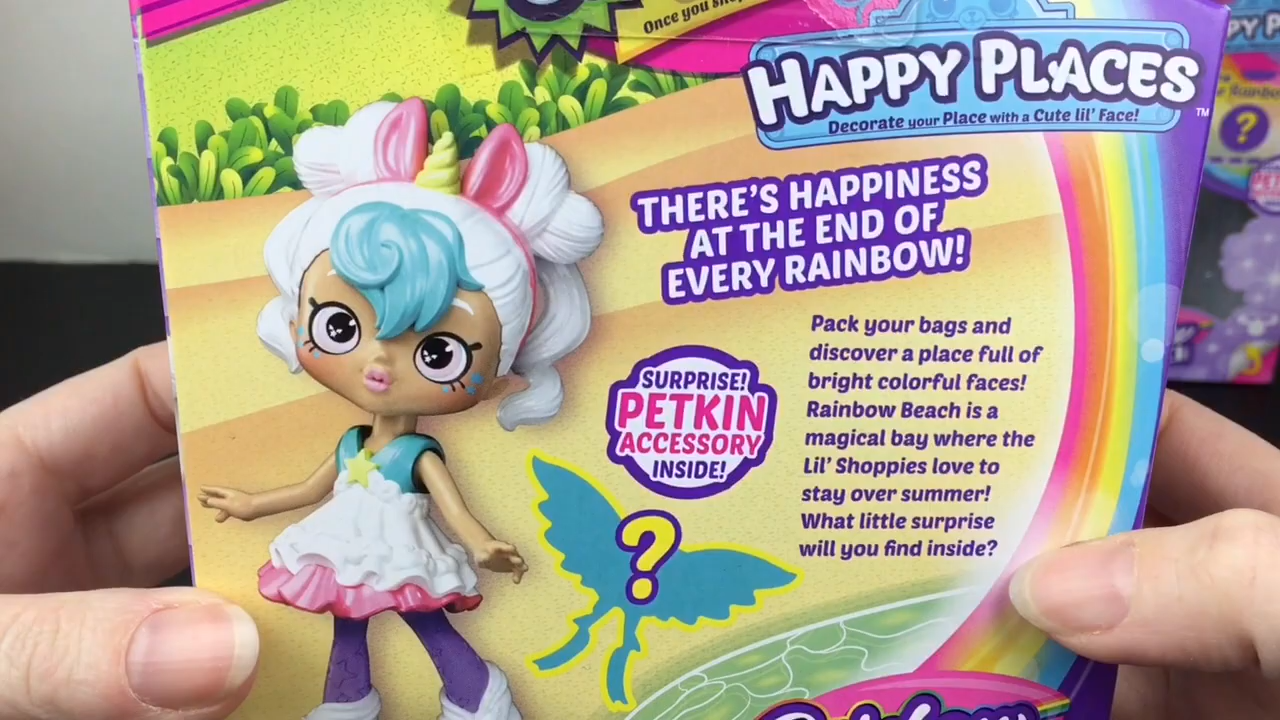 Once you
HAPPY PLACES
TM
Decorate your Place with a Cute lil' Face!
THERE'S HAPPINESS
AT THE END OF
EVERY RAINBOW!
SURPRISE!
PETKIN
ACCESSORY
INSIDE!
?
Pack your bags and
discover a place full of
bright colorful faces!
Rainbow Beach is a
magical bay where the
Lil' Shoppies love to
stay over summer!
What little surprise
will you find inside?
?